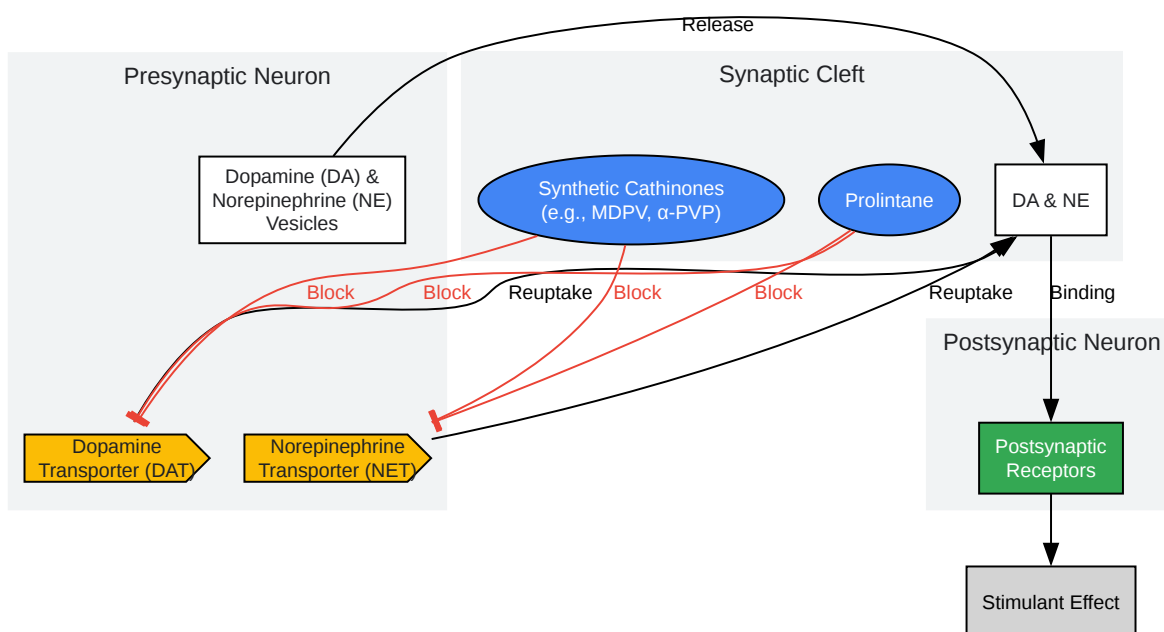 Release
Presynaptic Neuron
Synaptic Cleft
Dopamine (DA) &
Norepinephrine (NE)
Vesicles
Synthetic Cathinones
(e.g., MDPV, α-PVP)
Prolintane
DA & NE
Block
Block
Reuptake
Block
Block
Reuptake
Binding
Postsynaptic Neuron
Dopamine
Transporter (DAT)
Norepinephrine
Transporter (NET)
Postsynaptic
Receptors
Stimulant Effect